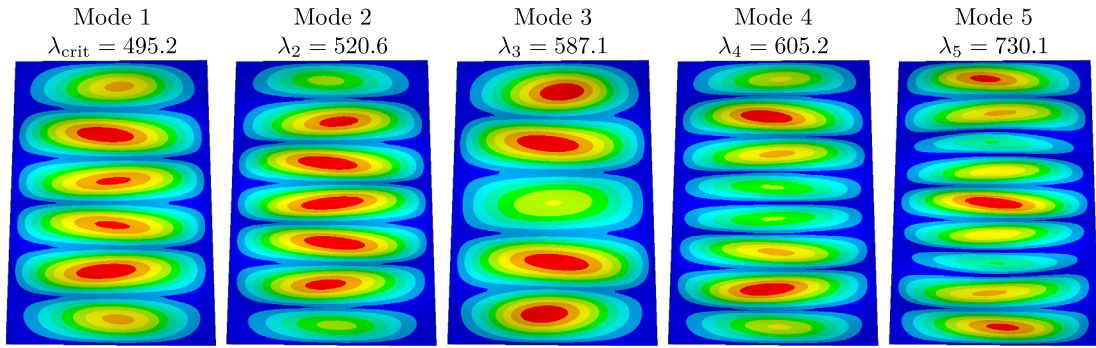 Mode 1
λcrit = 495.2
Mode 2
λ2 = 520.6
Mode 3
λ3 = 587.1
Mode 4
λ4 = 605.2
Mode 5
λ5 = 730.1